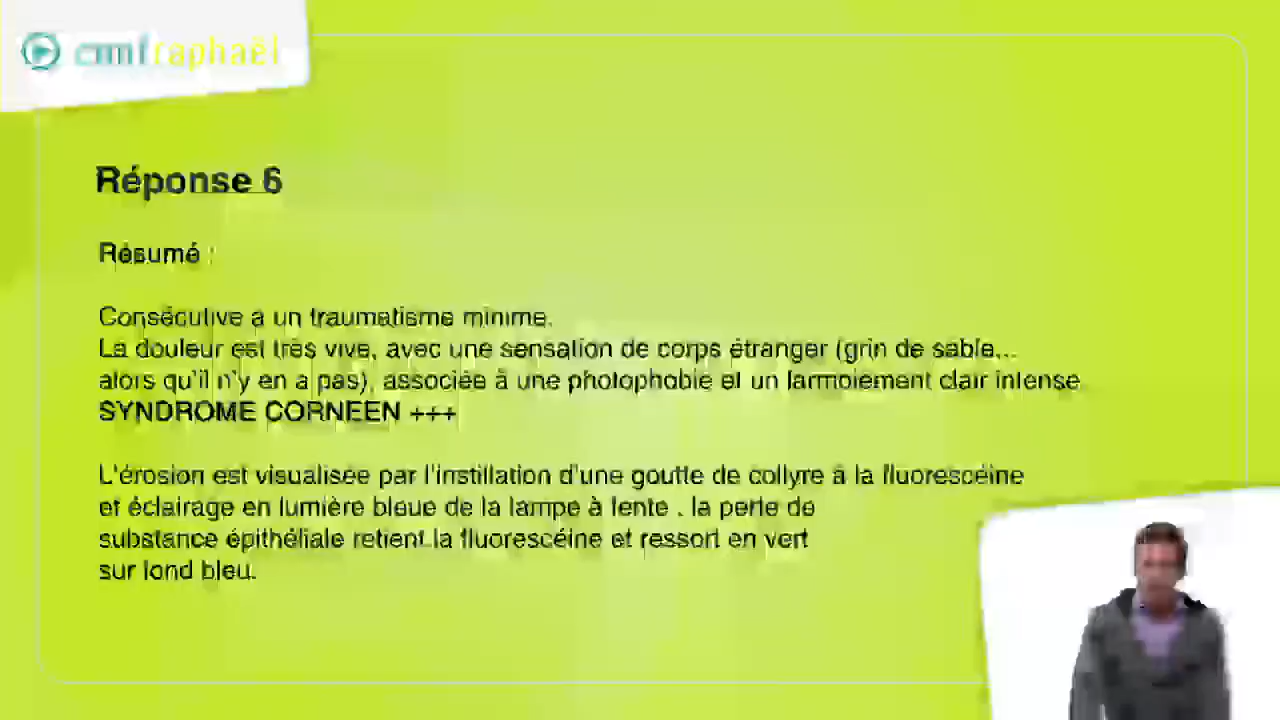 cmf raphaël
Réponse 6
Résumé :
Consécutive a un traumatisme minime.
La douleur est très vive, avec une sensation de corps étranger (grin de sable...
alors qu'il n'y en a pas), associée à une photophobie et un larmoiement clair intense
SYNDROME CORNEEN +++
L'érosion est visualisée par l'instillation d'une goutte de collyre à la fluorescéine
et éclairage en lumière bleue de la lampe à fente . la perte de
substance épithéliale retient la fluorescéine et ressort en vert
sur fond bleu.